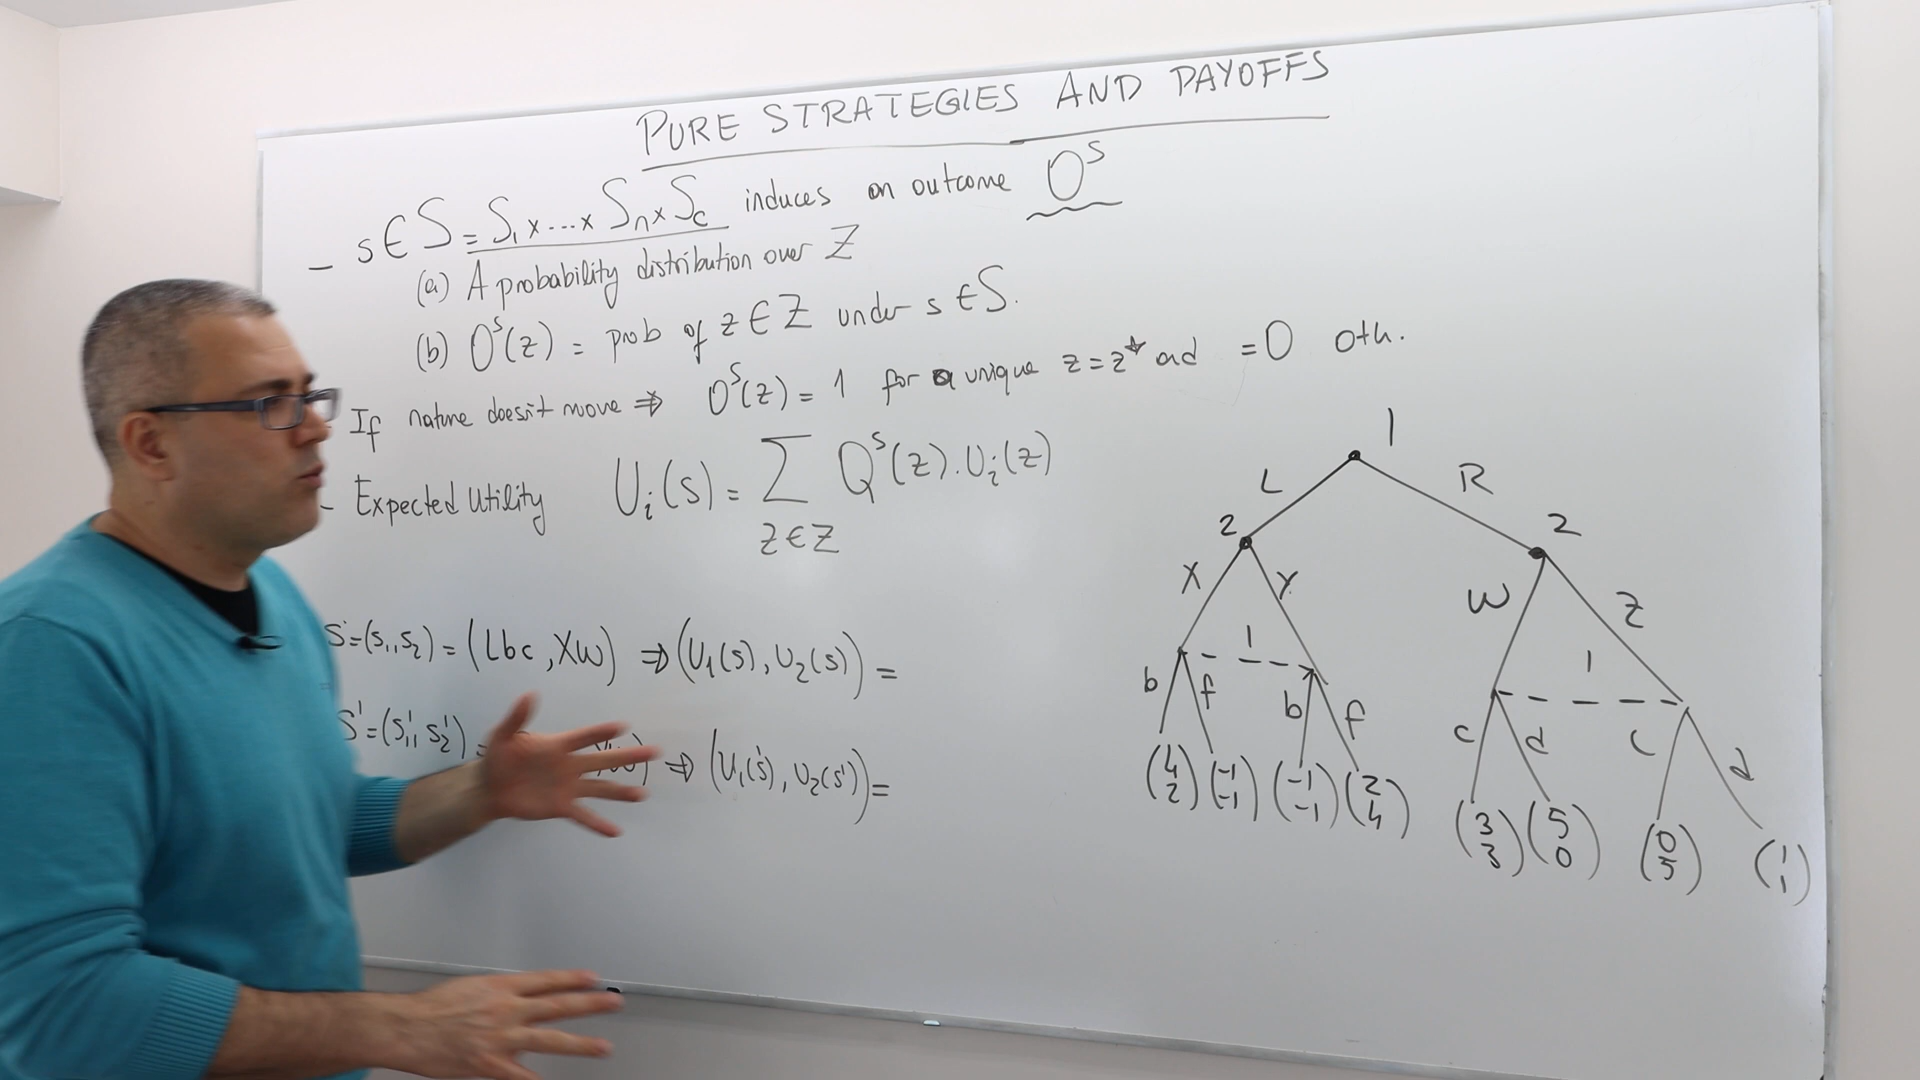 PURE STRATEGIES AND PAYOFFS
– s ∈ S = S₁ x ... x Sₙ x S_c induces an outcome O^s
(a) A probability distribution over Z
(b) O^s(z) = prob of z ∈ Z under s ∈ S.
If nature doesn't move ⇒ O^s(z) = 1 for a unique z = z* and = 0 oth.
– Expected Utility U_i(s) = Σ Q^s(z) . U_i(z)
z ∈ Z
S = (s₁, s₂) = (Lbc, XW) ⇒ (U₁(s), U₂(s)) =
S' = (s₁', s₂') = ⇒ (U₁(s'), U₂(s')) =
1
L R
2 2
X Y W Z
1 1
b f b f c d c d
(4 2) (-1 -1) (-1 -1) (2 4) (3 3) (5 0) (0 5) (1 1)